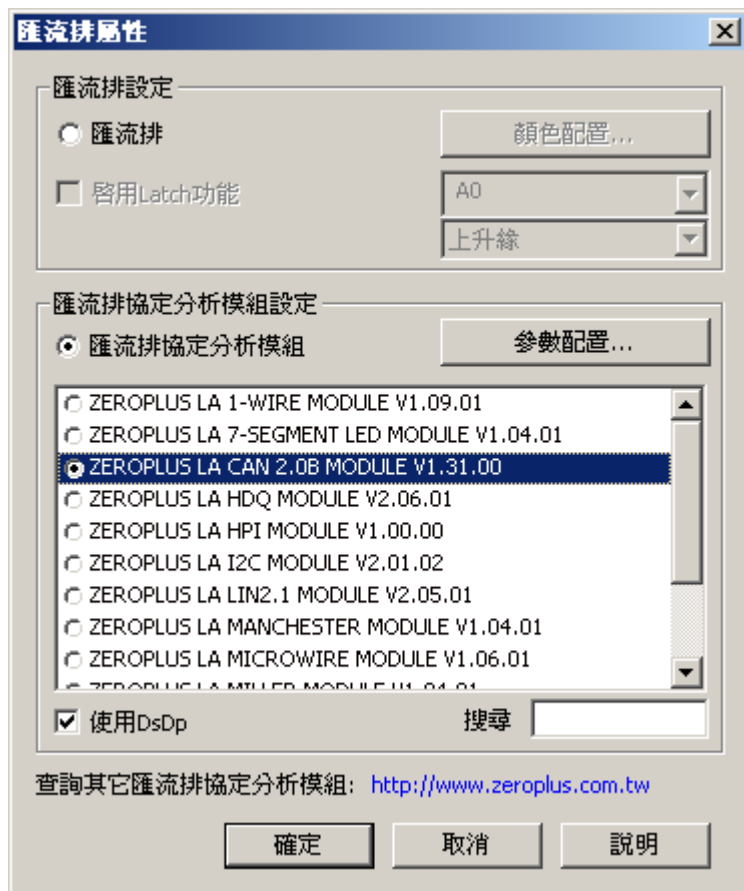 匯流排屬性
匯流排設定
匯流排
顏色配置...
啓用Latch功能
A0
上升緣
匯流排協定分析模組設定
匯流排協定分析模組
參數配置...
ZEROPLUS LA 1-WIRE MODULE V1.09.01
ZEROPLUS LA 7-SEGMENT LED MODULE V1.04.01
ZEROPLUS LA CAN 2.0B MODULE V1.31.00
ZEROPLUS LA HDQ MODULE V2.06.01
ZEROPLUS LA HPI MODULE V1.00.00
ZEROPLUS LA I2C MODULE V2.01.02
ZEROPLUS LA LIN2.1 MODULE V2.05.01
ZEROPLUS LA MANCHESTER MODULE V1.04.01
ZEROPLUS LA MICROWIRE MODULE V1.06.01
ZEROPLUS LA MILLER MODULE V1.04.01
使用DsDp
搜尋
查詢其它匯流排協定分析模組: http://www.zeroplus.com.tw
確定
取消
說明